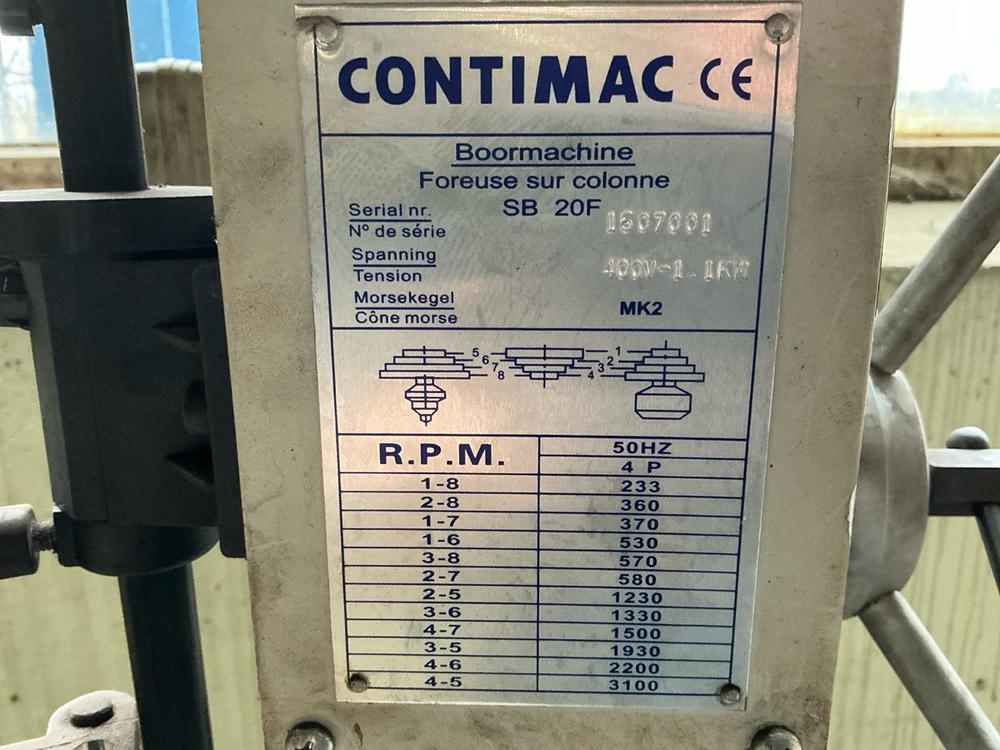 CONTIMAC CE
Boormachine
Foreuse sur colonne
SB 20F
Serial nr.
N° de série
1507001
Spanning
Tension
400V-1.1KW
Morsekegel
Cône morse
MK2
5 1
6 2
7 3
8 4
R.P.M. 50HZ
4 P
1-8 233
2-8 360
1-7 370
1-6 530
3-8 570
2-7 580
2-5 1230
3-6 1330
4-7 1500
3-5 1930
4-6 2200
4-5 3100